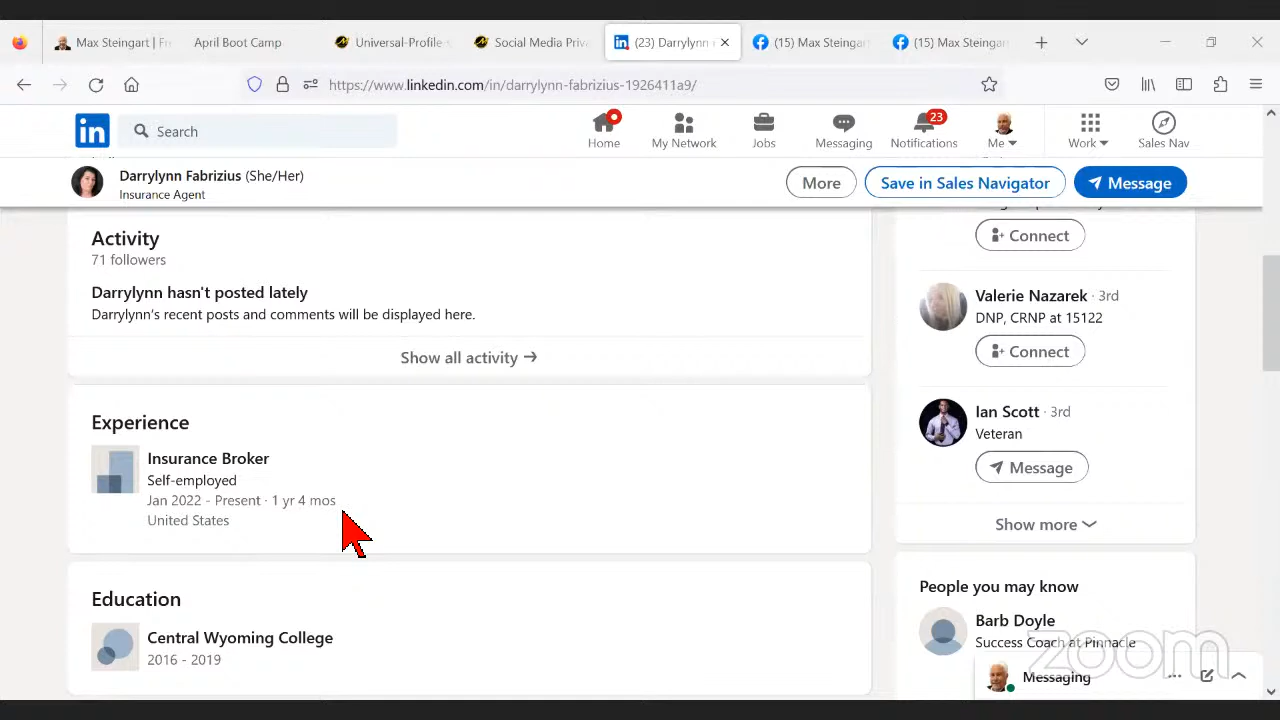 Max Steingart | Fr
April Boot Camp
Universal-Profile-
Social Media Priva
(23) Darrylynn
(15) Max Steingar
(15) Max Steingar
https://www.linkedin.com/in/darrylynn-fabrizius-1926411a9/
in
Search
Home
My Network
Jobs
Messaging
23
Notifications
Me
Work
Sales Nav
Darrylynn Fabrizius (She/Her)
Insurance Agent
More
Save in Sales Navigator
Message
Activity
71 followers
Darrylynn hasn't posted lately
Darrylynn's recent posts and comments will be displayed here.
Show all activity →
Experience
Insurance Broker
Self-employed
Jan 2022 - Present · 1 yr 4 mos
United States
Education
Central Wyoming College
2016 - 2019
Connect
Valerie Nazarek · 3rd
DNP, CRNP at 15122
Connect
Ian Scott · 3rd
Veteran
Message
Show more
People you may know
Barb Doyle
Success Coach at Pinnacle
Messaging
zoom